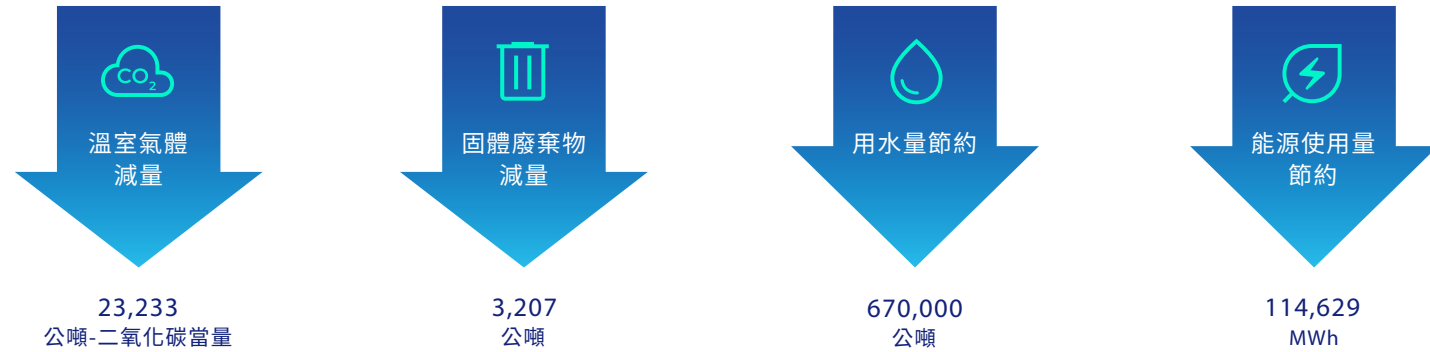 CO₂
溫室氣體
減量
23,233
公噸-二氧化碳當量
固體廢棄物
減量
3,207
公噸
用水量節約
670,000
公噸
能源使用量
節約
114,629
MWh